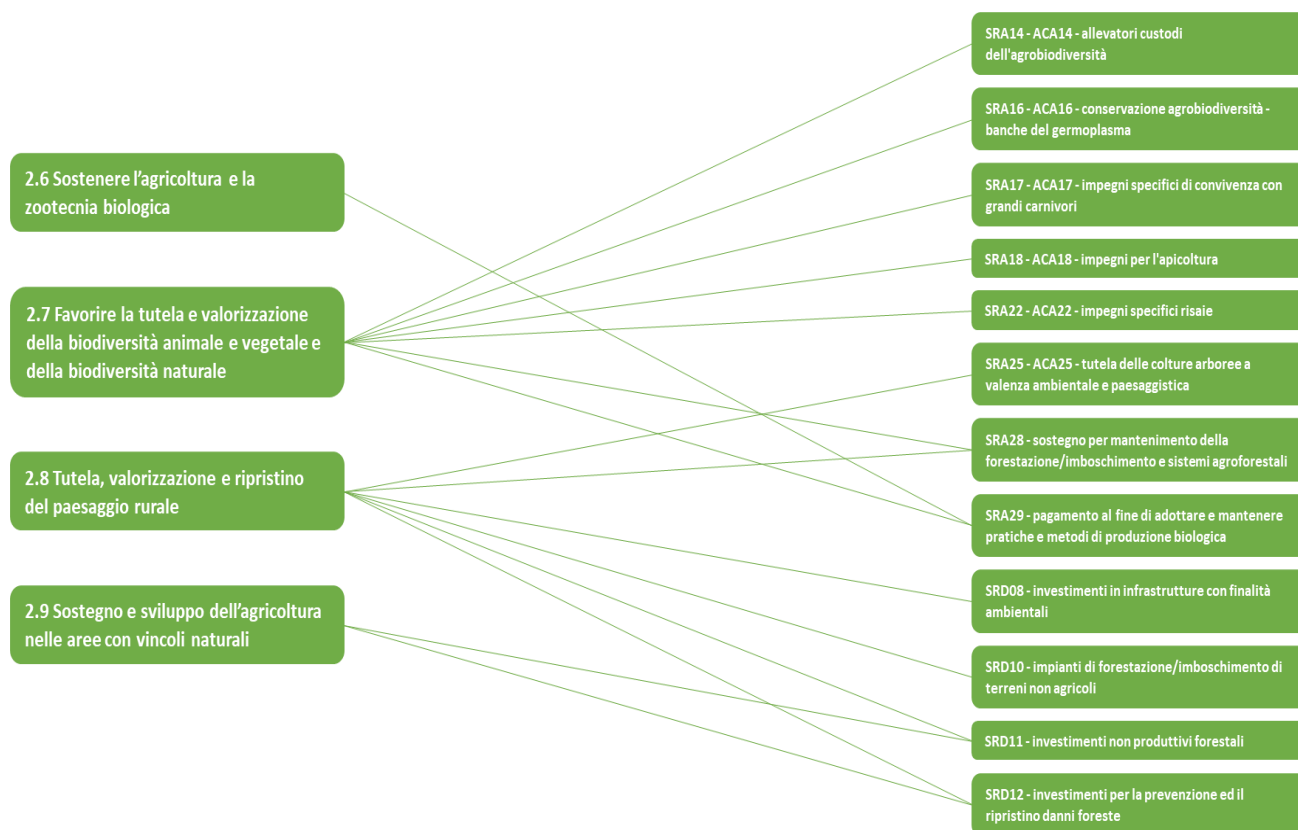 2.6 Sostenere l'agricoltura e la
zootecnia biologica
2.7 Favorire la tutela e valorizzazione
della biodiversità animale e vegetale e
della biodiversità naturale
2.8 Tutela, valorizzazione e ripristino
del paesaggio rurale
2.9 Sostegno e sviluppo dell'agricoltura
nelle aree con vincoli naturali
SRA14 - ACA14 - allevatori custodi
dell'agrobiodiversità
SRA16 - ACA16 - conservazione agrobiodiversità -
banche del germoplasma
SRA17 - ACA17 - impegni specifici di convivenza con
grandi carnivori
SRA18 - ACA18 - impegni per l'apicoltura
SRA22 - ACA22 - impegni specifici risaie
SRA25 - ACA25 - tutela delle colture arboree a
valenza ambientale e paesaggistica
SRA28 - sostegno per mantenimento della
forestazione/imboschimento e sistemi agroforestali
SRA29 - pagamento al fine di adottare e mantenere
pratiche e metodi di produzione biologica
SRD08 - investimenti in infrastrutture con finalità
ambientali
SRD10 - impianti di forestazione/imboschimento di
terreni non agricoli
SRD11 - investimenti non produttivi forestali
SRD12 - investimenti per la prevenzione ed il
ripristino danni foreste